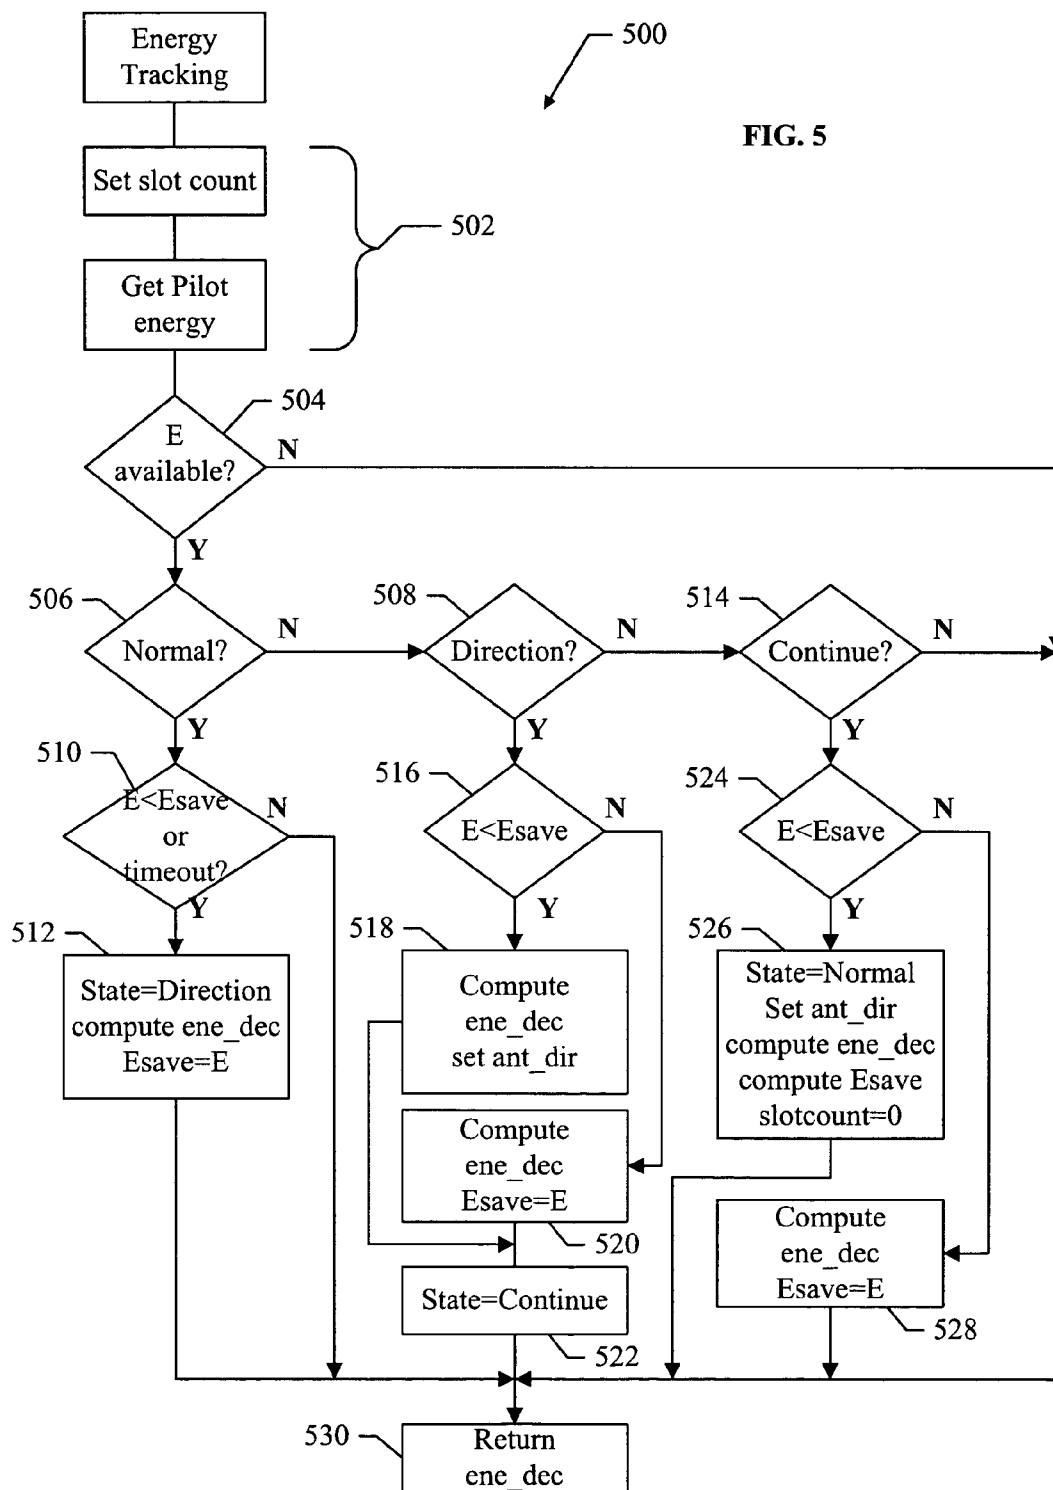 Energy
Tracking
500
FIG. 5
Set slot count
502
Get Pilot
energy
504
E
available?
N
Y
506
Normal?
N
508
Direction?
N
514
Continue?
N
Y
Y
Y
510
E<Esave
or
timeout?
N
516
E<Esave
524
E<Esave
N
Y
Y
Y
512
State=Direction
compute ene_dec
Esave=E
518
Compute
ene_dec
set ant_dir
526
State=Normal
Set ant_dir
compute ene_dec
compute Esave
slotcount=0
Compute
ene_dec
Esave=E
520
Compute
ene_dec
Esave=E
528
State=Continue
522
530
Return
ene_dec